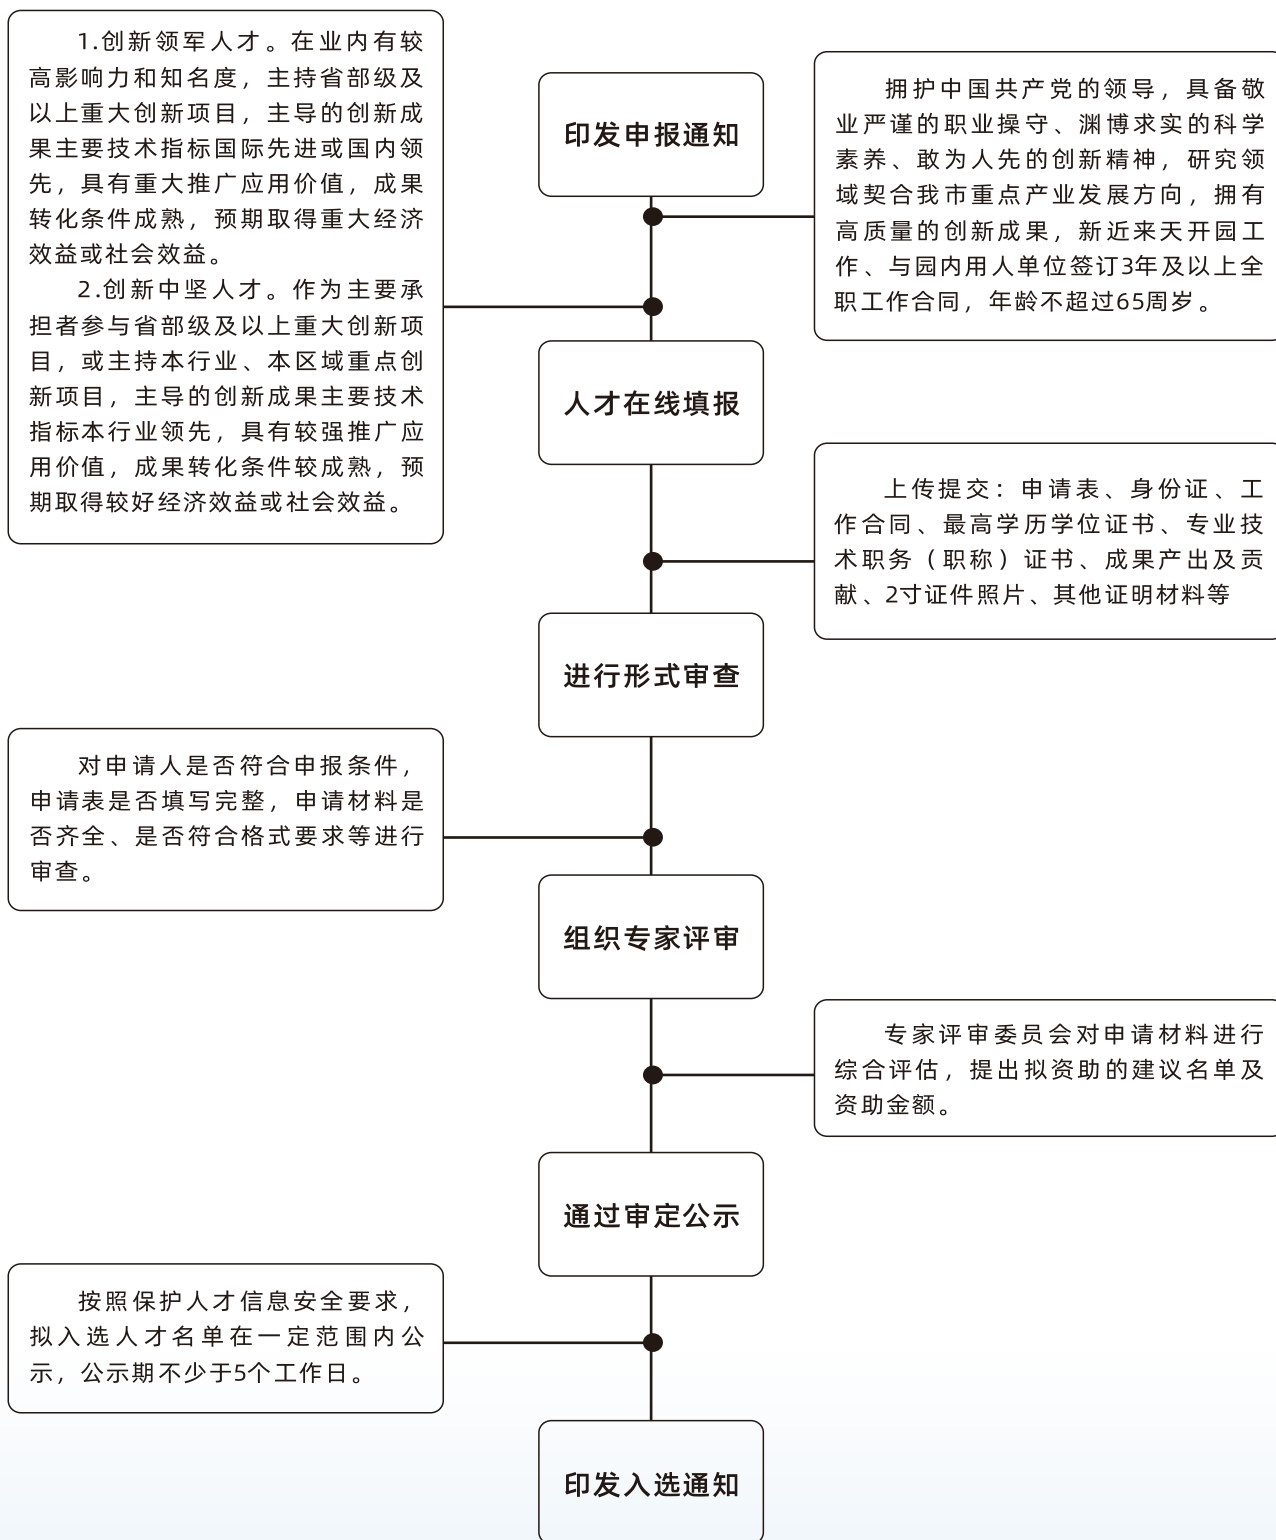 印发申报通知
拥护中国共产党的领导，具备敬
业严谨的职业操守、渊博求实的科学
素养、敢为人先的创新精神，研究领
域契合我市重点产业发展方向，拥有
高质量的创新成果，新近来天开园工
作、与园内用人单位签订3年及以上全
职工作合同，年龄不超过65周岁。
1.创新领军人才。在业内有较
高影响力和知名度，主持省部级及
以上重大创新项目，主导的创新成
果主要技术指标国际先进或国内领
先，具有重大推广应用价值，成果
转化条件成熟，预期取得重大经济
效益或社会效益。
2.创新中坚人才。作为主要承
担者参与省部级及以上重大创新项
目，或主持本行业、本区域重点创
新项目，主导的创新成果主要技术
指标本行业领先，具有较强推广应
用价值，成果转化条件较成熟，预
期取得较好经济效益或社会效益。
人才在线填报
上传提交：申请表、身份证、工
作合同、最高学历学位证书、专业技
术职务（职称）证书、成果产出及贡
献、2寸证件照片、其他证明材料等
进行形式审查
对申请人是否符合申报条件，
申请表是否填写完整，申请材料是
否齐全、是否符合格式要求等进行
审查。
组织专家评审
专家评审委员会对申请材料进行
综合评估，提出拟资助的建议名单及
资助金额。
通过审定公示
按照保护人才信息安全要求，
拟入选人才名单在一定范围内公
示，公示期不少于5个工作日。
印发入选通知